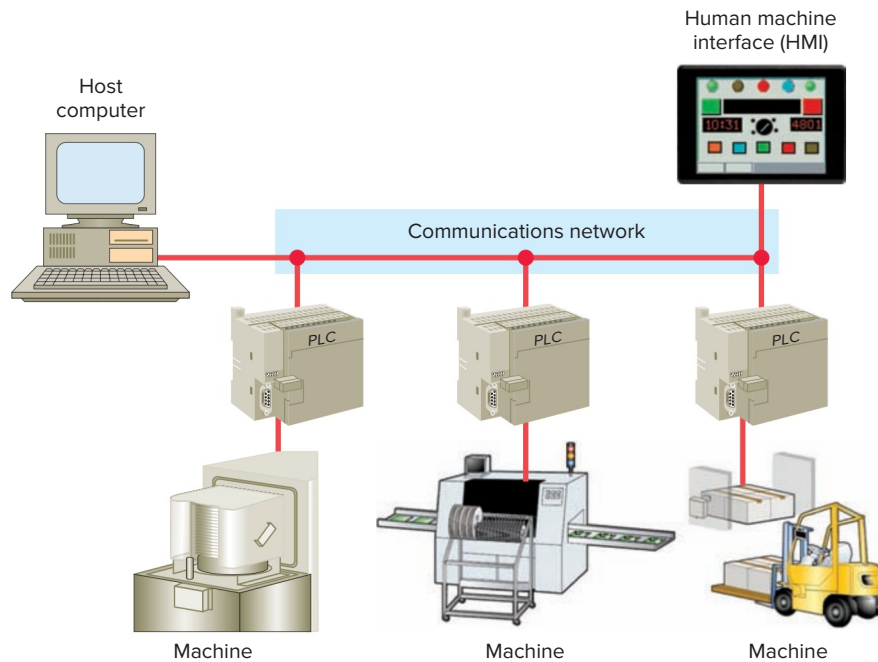 Human machine
interface (HMI)
Host
computer
10:31
4801
Communications network
PLC
PLC
PLC
Machine
Machine
Machine